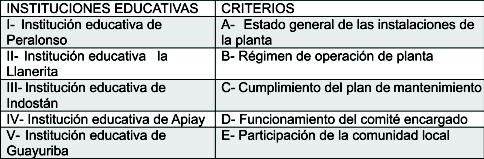 INSTITUCIONES EDUCATIVAS CRITERIOS
I- Institución educativa de Peralonso A- Estado general de las instalaciones de la planta
II- Institución educativa la Llanerita B- Régimen de operación de planta
III- Institución educativa de Indostán C- Cumplimiento del plan de mantenimiento
IV- Institución educativa de Apiay D- Funcionamiento del comité encargado
V- Institución educativa de Guayuriba E- Participación de la comunidad local